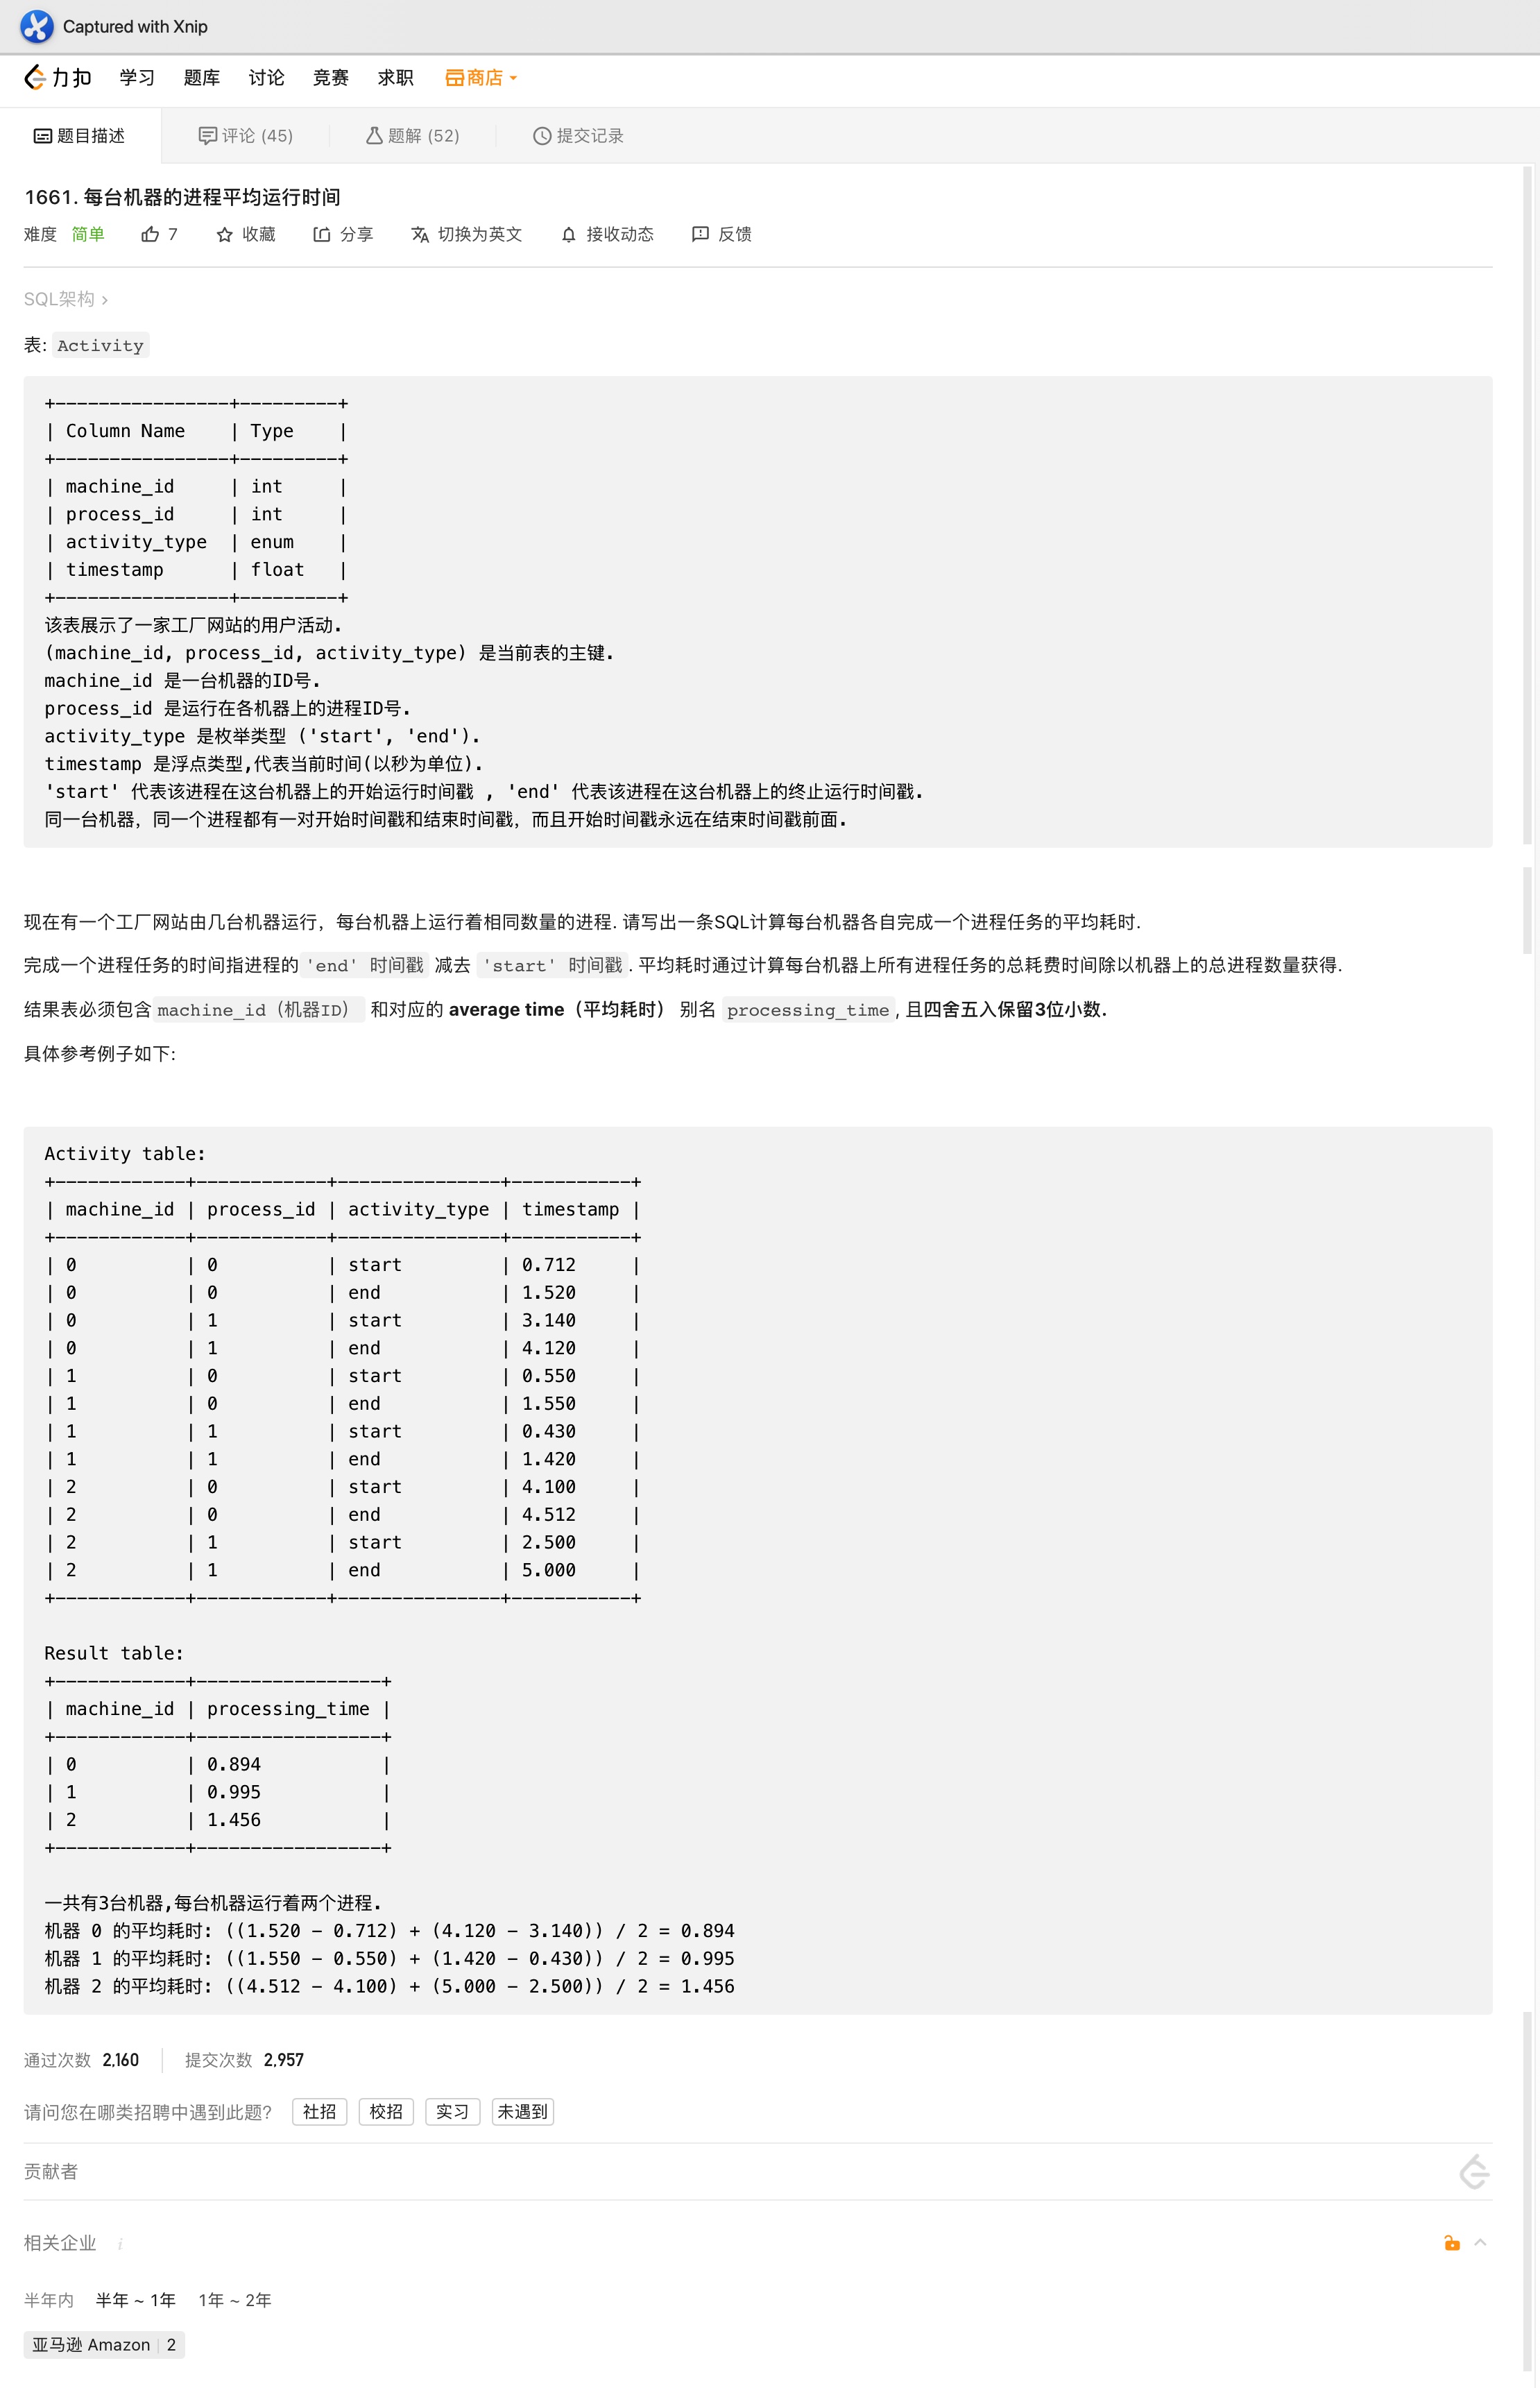 Captured with Xnip
力扣 学习 题库 讨论 竞赛 求职 商店
题目描述 评论 (45) 题解 (52) 提交记录
1661. 每台机器的进程平均运行时间
难度 简单 7 收藏 分享 切换为英文 接收动态 反馈
SQL架构 >
表: Activity
+----------------+---------+
| Column Name    | Type    |
+----------------+---------+
| machine_id     | int     |
| process_id     | int     |
| activity_type  | enum    |
| timestamp      | float   |
+----------------+---------+
该表展示了一家工厂网站的用户活动.
(machine_id, process_id, activity_type) 是当前表的主键.
machine_id 是一台机器的ID号.
process_id 是运行在各机器上的进程ID号.
activity_type 是枚举类型 ('start', 'end').
timestamp 是浮点类型,代表当前时间(以秒为单位).
'start' 代表该进程在这台机器上的开始运行时间戳 , 'end' 代表该进程在这台机器上的终止运行时间戳.
同一台机器，同一个进程都有一对开始时间戳和结束时间戳，而且开始时间戳永远在结束时间戳前面.
现在有一个工厂网站由几台机器运行，每台机器上运行着相同数量的进程. 请写出一条SQL计算每台机器各自完成一个进程任务的平均耗时.
完成一个进程任务的时间指进程的 'end' 时间戳 减去 'start' 时间戳. 平均耗时通过计算每台机器上所有进程任务的总耗费时间除以机器上的总进程数量获得.
结果表必须包含 machine_id（机器ID） 和对应的 average time（平均耗时） 别名 processing_time, 且四舍五入保留3位小数.
具体参考例子如下:
Activity table:
+------------+------------+---------------+-----------+
| machine_id | process_id | activity_type | timestamp |
+------------+------------+---------------+-----------+
| 0          | 0          | start         | 0.712     |
| 0          | 0          | end           | 1.520     |
| 0          | 1          | start         | 3.140     |
| 0          | 1          | end           | 4.120     |
| 1          | 0          | start         | 0.550     |
| 1          | 0          | end           | 1.550     |
| 1          | 1          | start         | 0.430     |
| 1          | 1          | end           | 1.420     |
| 2          | 0          | start         | 4.100     |
| 2          | 0          | end           | 4.512     |
| 2          | 1          | start         | 2.500     |
| 2          | 1          | end           | 5.000     |
+------------+------------+---------------+-----------+
Result table:
+------------+-----------------+
| machine_id | processing_time |
+------------+-----------------+
| 0          | 0.894           |
| 1          | 0.995           |
| 2          | 1.456           |
+------------+-----------------+
一共有3台机器,每台机器运行着两个进程.
机器 0 的平均耗时: ((1.520 - 0.712) + (4.120 - 3.140)) / 2 = 0.894
机器 1 的平均耗时: ((1.550 - 0.550) + (1.420 - 0.430)) / 2 = 0.995
机器 2 的平均耗时: ((4.512 - 4.100) + (5.000 - 2.500)) / 2 = 1.456
通过次数 2,160 提交次数 2,957
请问您在哪类招聘中遇到此题? 社招 校招 实习 未遇到
贡献者
相关企业 i
半年内 半年 ~ 1年 1年 ~ 2年
亚马逊 Amazon | 2